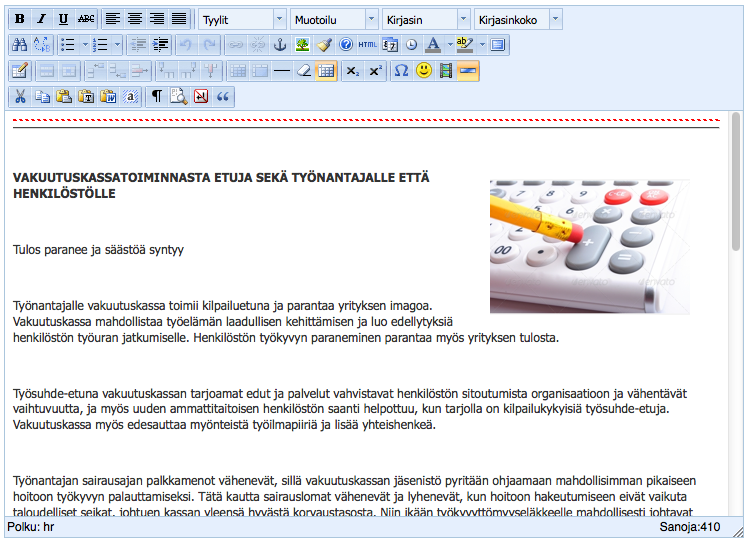 B I U ABC Tyylit Muotoilu Kirjasin Kirjasinkoko
HTML
VAKUUTUSKASSATOIMINNASTA ETUJA SEKÄ TYÖNANTAJALLE ETTÄ
HENKILÖSTÖLLE
Tulos paranee ja säästöä syntyy
Työnantajalle vakuutuskassa toimii kilpailuetuna ja parantaa yrityksen imagoa.
Vakuutuskassa mahdollistaa työelämän laadullisen kehittämisen ja luo edellytyksiä
henkilöstön työuran jatkumiselle. Henkilöstön työkyvyn paraneminen parantaa myös yrityksen tulosta.
Työsuhde-etuna vakuutuskassan tarjoamat edut ja palvelut vahvistavat henkilöstön sitoutumista organisaatioon ja vähentävät
vaihtuvuutta, ja myös uuden ammattitaitoisen henkilöstön saanti helpottuu, kun tarjolla on kilpailukykyisiä työsuhde-etuja.
Vakuutuskassa myös edesauttaa myönteistä työilmapiiriä ja lisää yhteishenkeä.
Työnantajan sairausajan palkkamenot vähenevät, sillä vakuutuskassan jäsenistö pyritään ohjaamaan mahdollisimman pikaiseen
hoitoon työkyvyn palauttamiseksi. Tätä kautta sairauslomat vähenevät ja lyhenevät, kun hoitoon hakeutumiseen eivät vaikuta
taloudelliset seikat, johtuen kassan yleensä hyvästä korvaustasosta. Niin ikään työkyvyttömyyseläkkeelle mahdollisesti johtavat
Polku: hr Sanoja:410